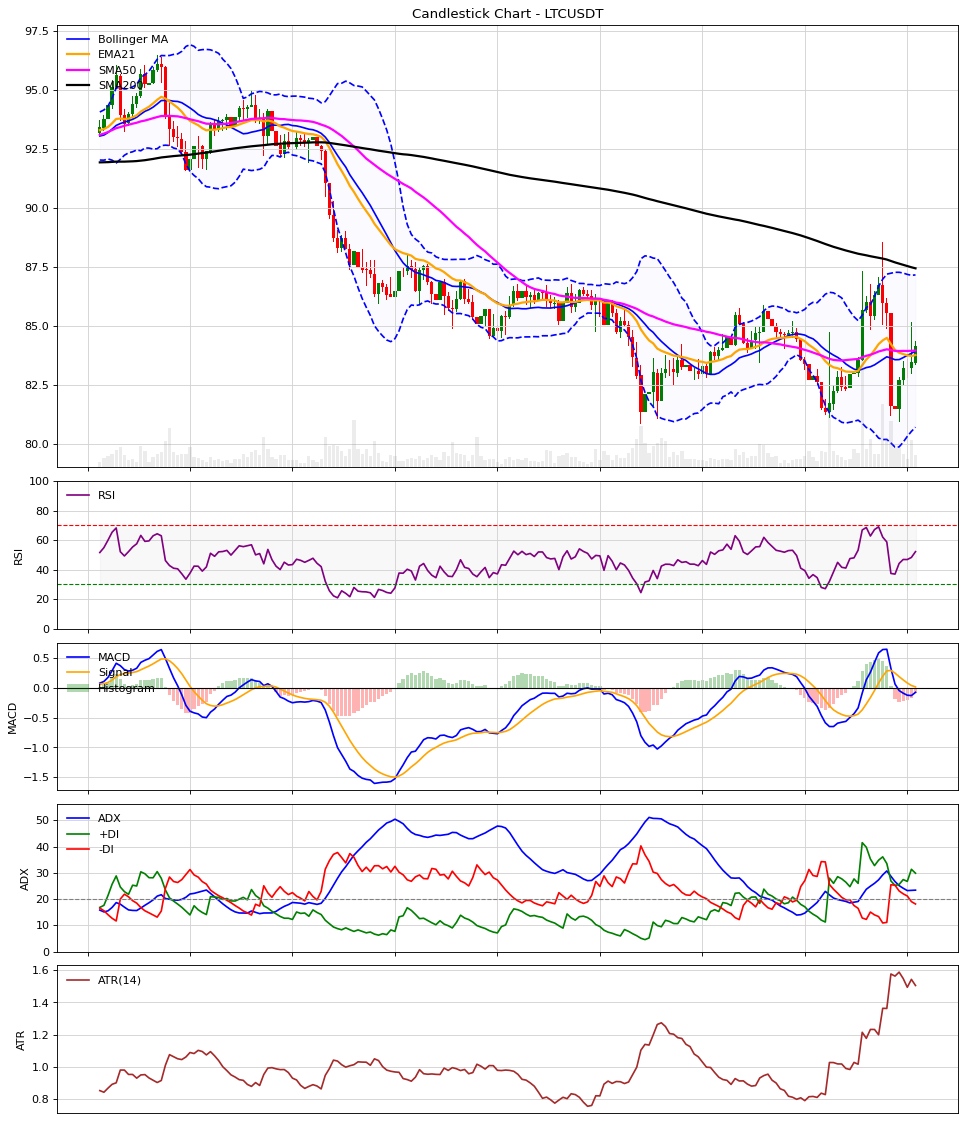 Candlestick Chart - LTCUSDT
97.5
95.0
92.5
90.0
87.5
85.0
82.5
80.0
Bollinger MA
EMA21
SMA50
SMA200
100
80
60
40
20
0
RSI
RSI
0.5
0.0
−0.5
−1.0
−1.5
MACD
MACD
Signal
Histogram
50
40
30
20
10
0
ADX
ADX
+DI
-DI
1.6
1.4
1.2
1.0
0.8
ATR
ATR(14)